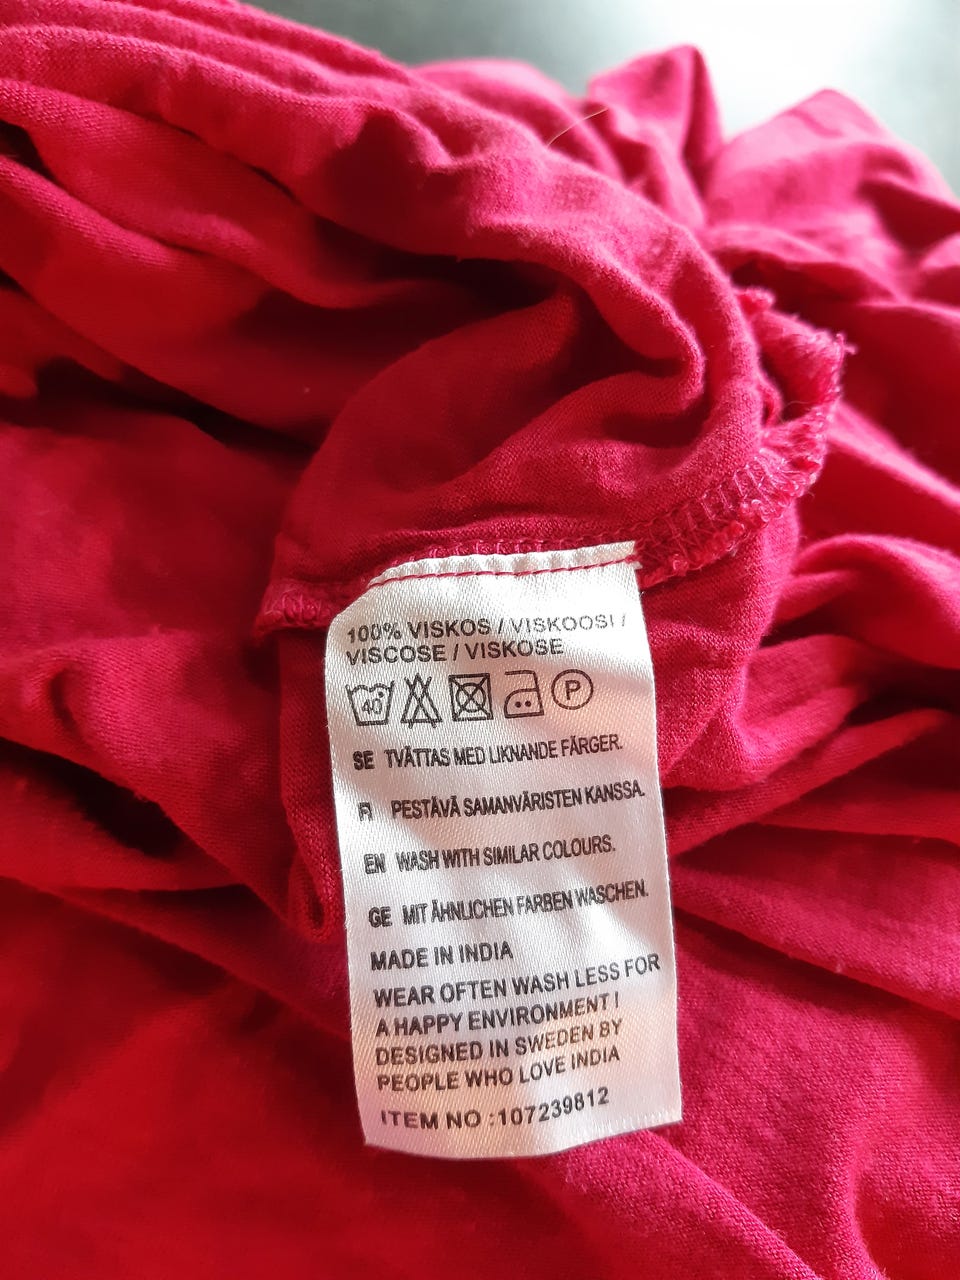 100% VISKOS / VISKOOSI /
VISCOSE / VISKOSE
40° P
SE TVÄTTAS MED LIKNANDE FÄRGER.
FI PESTÄVÄ SAMANVÄRISTEN KANSSA.
EN WASH WITH SIMILAR COLOURS.
GE MIT ÄHNLICHEN FARBEN WASCHEN.
MADE IN INDIA
WEAR OFTEN WASH LESS FOR
A HAPPY ENVIRONMENT !
DESIGNED IN SWEDEN BY
PEOPLE WHO LOVE INDIA
ITEM NO : 107239812